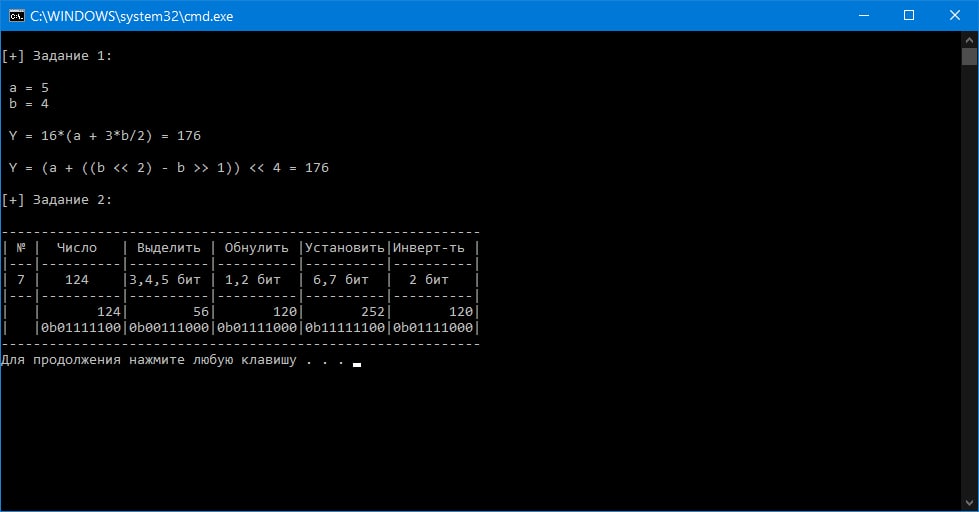 C:\WINDOWS\system32\cmd.exe
[+] Задание 1:
a = 5
b = 4
Y = 16*(a + 3*b/2) = 176
Y = (a + ((b << 2) - b >> 1)) << 4 = 176
[+] Задание 2:
------------------------------------------------------------
| № |  Число   | Выделить | Обнулить |Установить|Инверт-ть |
|---|----------|----------|----------|----------|----------|
| 7 |   124    |3,4,5 бит | 1,2 бит  | 6,7 бит  |  2 бит   |
|---|----------|----------|----------|----------|----------|
|   |       124|        56|       120|       252|       120|
|   |0b01111100|0b00111000|0b01111000|0b11111100|0b01111000|
------------------------------------------------------------
Для продолжения нажмите любую клавишу . . .